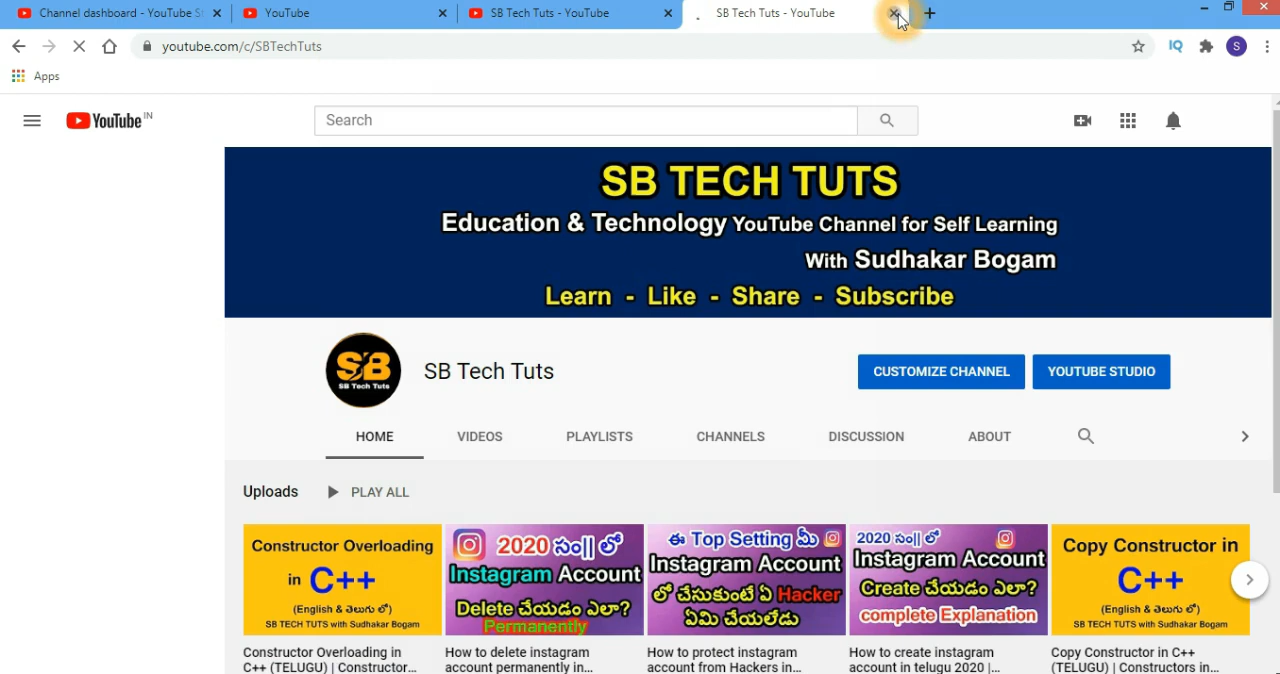 Channel dashboard - YouTube St
YouTube
SB Tech Tuts - YouTube
SB Tech Tuts - YouTube
youtube.com/c/SBTechTuts
IQ
S
Apps
YouTube IN
Search
SB TECH TUTS
Education & Technology YouTube Channel for Self Learning
With Sudhakar Bogam
Learn - Like - Share - Subscribe
SB
SB Tech Tuts
SB Tech Tuts
CUSTOMIZE CHANNEL
YOUTUBE STUDIO
HOME
VIDEOS
PLAYLISTS
CHANNELS
DISCUSSION
ABOUT
Uploads
PLAY ALL
Constructor Overloading
in C++
(English & తెలుగు లో)
SB TECH TUTS with Sudhakar Bogam
Constructor Overloading in
C++ (TELUGU) | Constructor...
2020 సం|| లో
Instagram Account
Delete చేయడం ఎలా?
Permanently
How to delete instagram
account permanently in...
ఈ Top Setting మీ
Instagram Account
లో చేసుకుంటే ఏ Hacker
ఏమి చేయలేడు
How to protect instagram
account from Hackers in...
2020 సం|| లో
Instagram Account
Create చేయడం ఎలా?
complete Explanation
How to create instagram
account in telugu 2020 |...
Copy Constructor in
C++
(English & తెలుగు లో)
SB TECH TUTS with Sudhakar Bogam
Copy Constructor in C++
(TELUGU) | Constructors in...